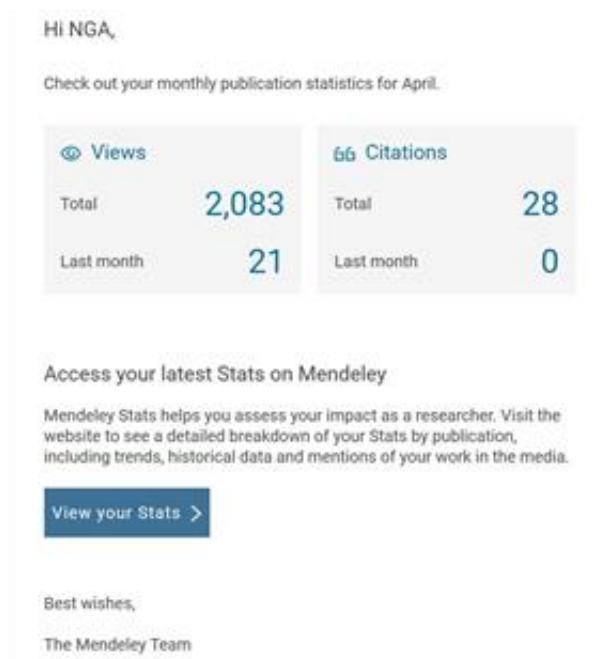 Hi NGA,
Check out your monthly publication statistics for April.
Views
Total 2,083
Last month 21
Citations
Total 28
Last month 0
Access your latest Stats on Mendeley
Mendeley Stats helps you assess your impact as a researcher. Visit the
website to see a detailed breakdown of your Stats by publication,
including trends, historical data and mentions of your work in the media.
View your Stats
Best wishes,
The Mendeley Team